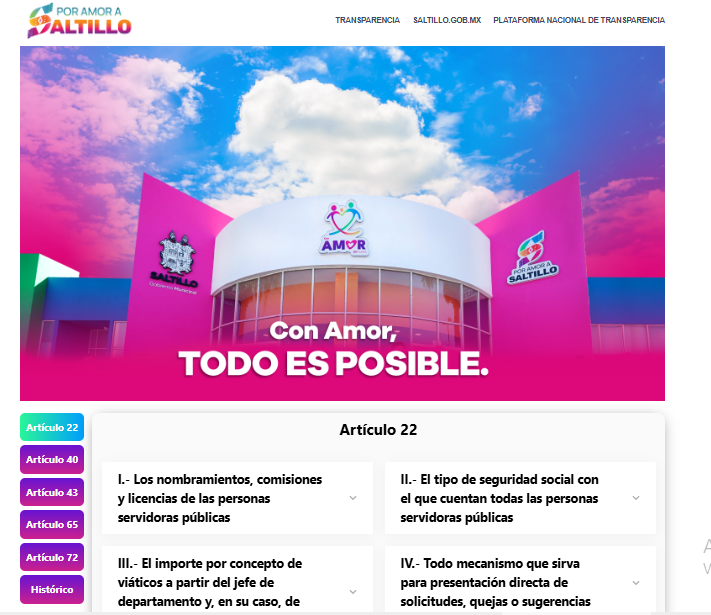 POR AMOR A
SALTILLO
TRANSPARENCIA SALTILLO.GOB.MX PLATAFORMA NACIONAL DE TRANSPARENCIA
AMOR
SALTILLO
Gobierno Municipal
POR AMOR A
SALTILLO
Con Amor,
TODO ES POSIBLE.
Artículo 22
Artículo 40
Artículo 43
Artículo 65
Artículo 72
Histórico
Artículo 22
I.- Los nombramientos, comisiones
y licencias de las personas
servidoras públicas
II.- El tipo de seguridad social con
el que cuentan todas las personas
servidoras públicas
III.- El importe por concepto de
viáticos a partir del jefe de
departamento y, en su caso, de
IV.- Todo mecanismo que sirva
para presentación directa de
solicitudes, quejas o sugerencias